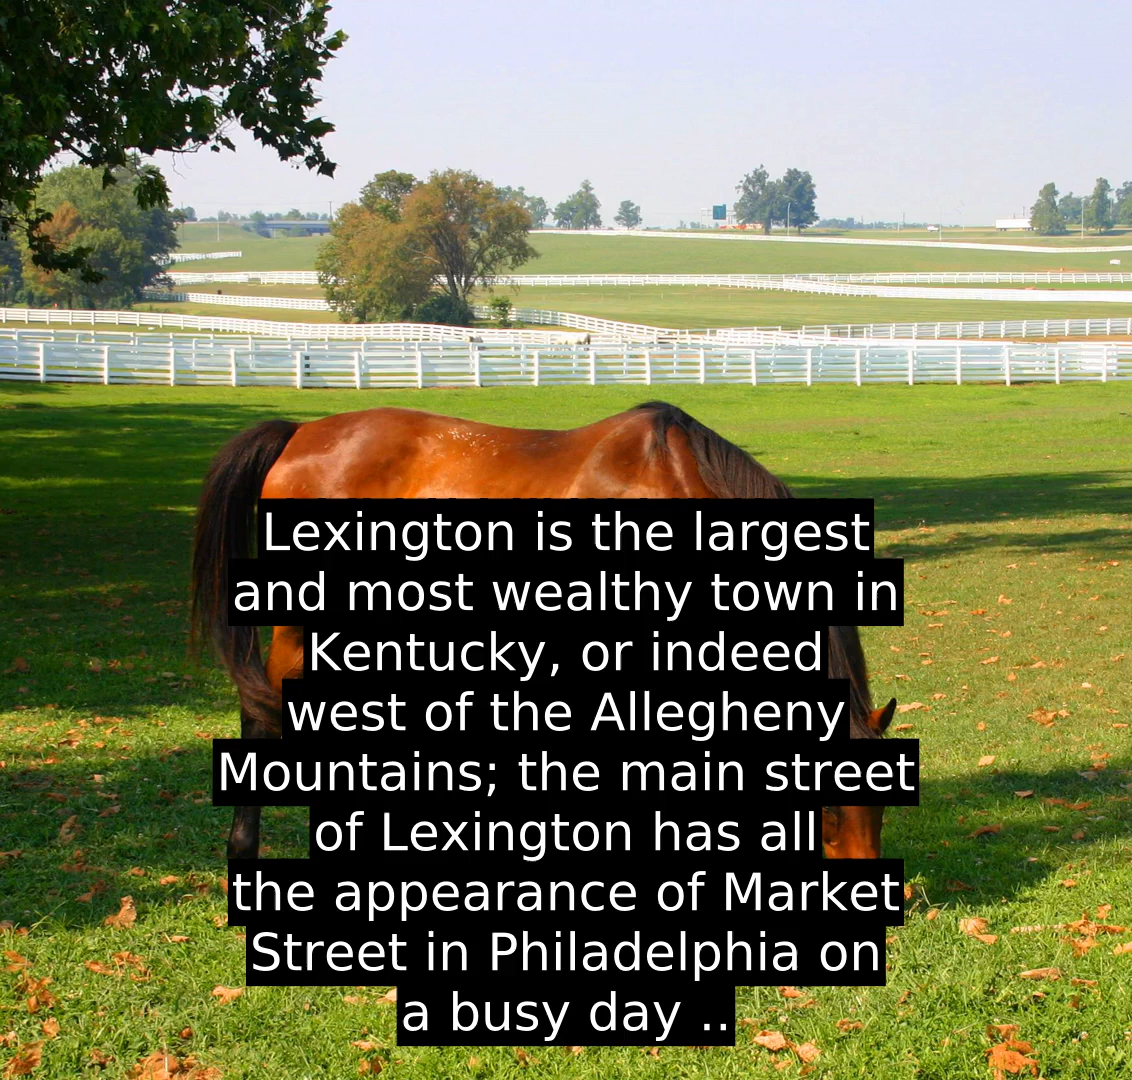 Lexington is the largest
and most wealthy town in
Kentucky, or indeed
west of the Allegheny
Mountains; the main street
of Lexington has all
the appearance of Market
Street in Philadelphia on
a busy day ..